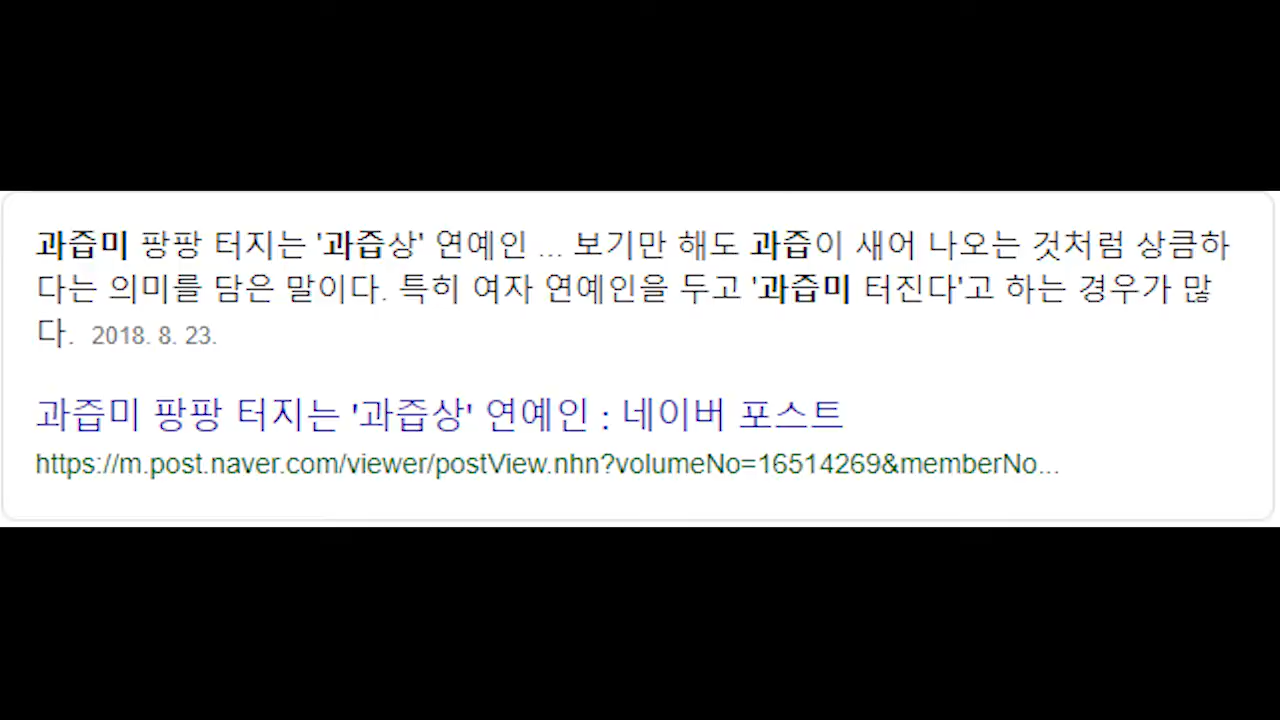 과즙미 팡팡 터지는 '과즙상' 연예인 ... 보기만 해도 과즙이 새어 나오는 것처럼 상큼하
다는 의미를 담은 말이다. 특히 여자 연예인을 두고 '과즙미 터진다'고 하는 경우가 많
다. 2018. 8. 23.
과즙미 팡팡 터지는 '과즙상' 연예인 : 네이버 포스트
https://m.post.naver.com/viewer/postView.nhn?volumeNo=16514269&memberNo...